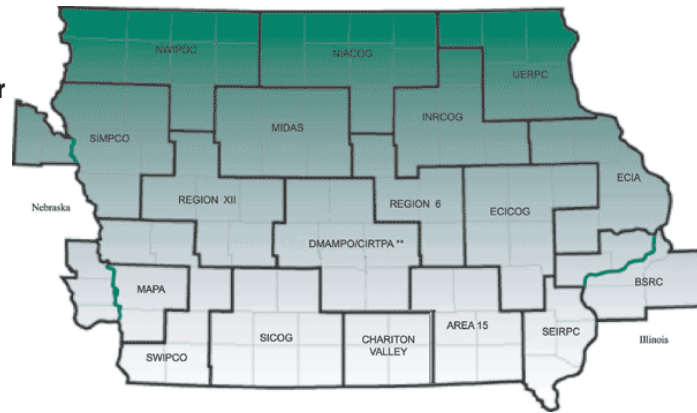 NWIPDC
NIACOG
UERPC
r
SIMPCO
MIDAS
INRCOG
ECIA
REGION XII
REGION 6
ECICOG
Nebraska
DMAMPO/CIRTPA **
MAPA
BSRC
SICOG
CHARITON
VALLEY
AREA 15
SEIRPC
Illinois
SWIPCO